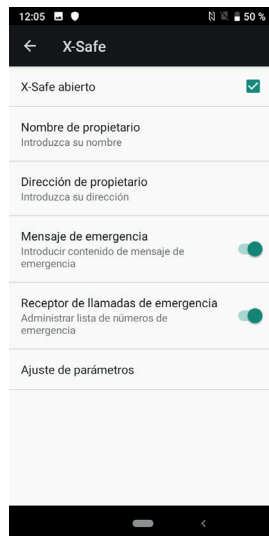 12:05 50 %
X-Safe
X-Safe abierto
Nombre de propietario
Introduzca su nombre
Dirección de propietario
Introduzca su dirección
Mensaje de emergencia
Introducir contenido de mensaje de
emergencia
Receptor de llamadas de emergencia
Administrar lista de números de
emergencia
Ajuste de parámetros